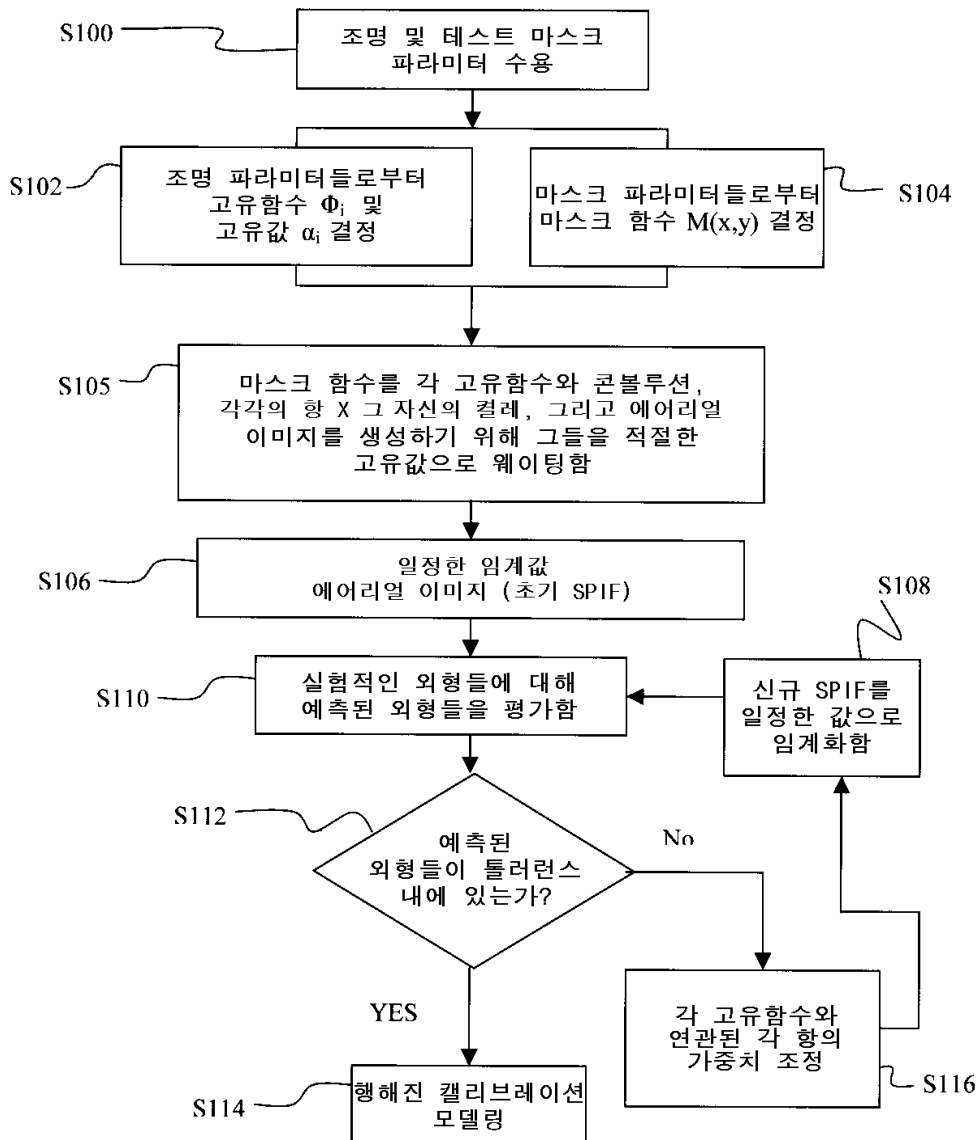 S100
조명 및 테스트 마스크
파라미터 수용
S102
조명 파라미터들로부터
고유함수 Φi 및
고유값 αi 결정
마스크 파라미터들로부터
마스크 함수 M(x,y) 결정
S104
S105
마스크 함수를 각 고유함수와 콘볼루션,
각각의 항 X 그 자신의 컬레, 그리고 에어리얼
이미지를 생성하기 위해 그들을 적절한
고유값으로 웨이팅함
S106
일정한 임계값
에어리얼 이미지 (초기 SPIF)
S108
신규 SPIF를
일정한 값으로
임계화함
S110
실험적인 외형들에 대해
예측된 외형들을 평가함
S112
예측된
외형들이 톨러런스
내에 있는가?
No
YES
각 고유함수와
연관된 각 항의
가중치 조정
S116
S114
행해진 캘리브레이션
모델링